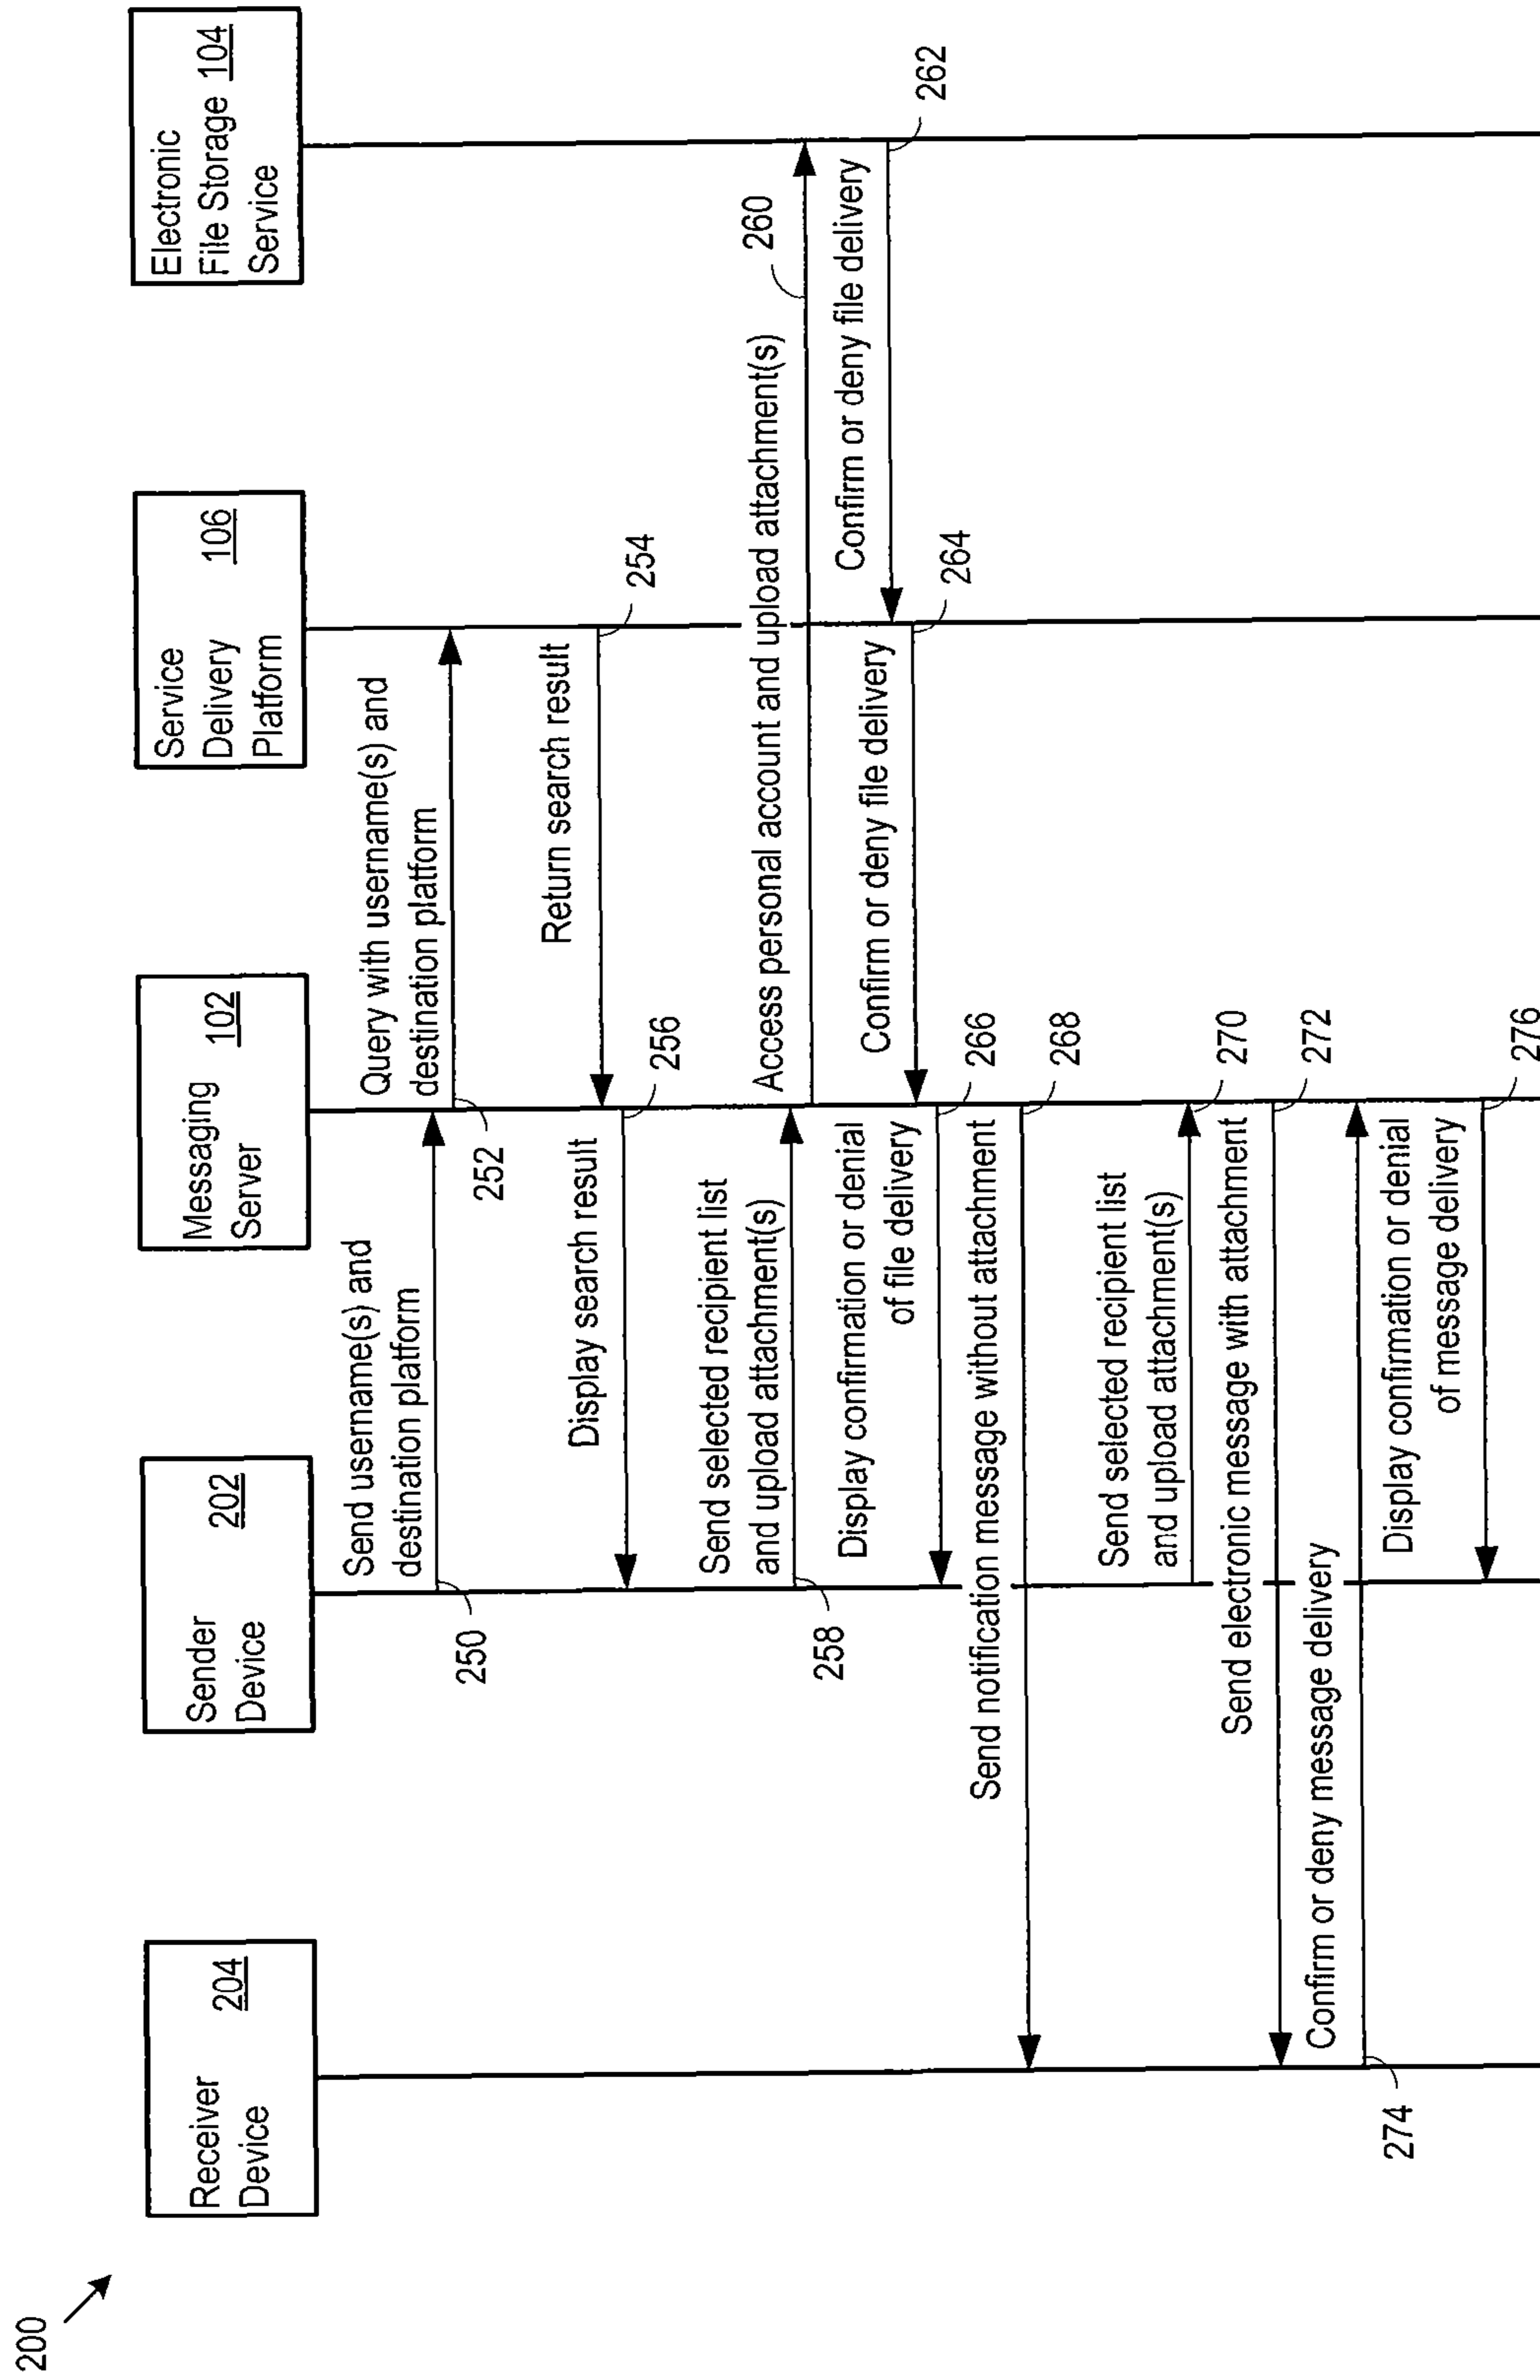 200
Receiver
Device
204
Sender
Device
202
Messaging
Server
102
Service
Delivery
Platform
106
Electronic
File Storage 104
Service
Send username(s) and
destination platform
250
Query with username(s) and
destination platform
252
Return search result
254
Display search result
256
Send selected recipient list
and upload attachment(s)
258
Access personal account and upload attachment(s)
260
Confirm or deny file delivery
262
Confirm or deny file delivery
264
Display confirmation or denial
of file delivery
266
Send notification message without attachment
268
Send selected recipient list
and upload attachment(s)
270
Send electronic message with attachment
272
Confirm or deny message delivery
274
Display confirmation or denial
of message delivery
276